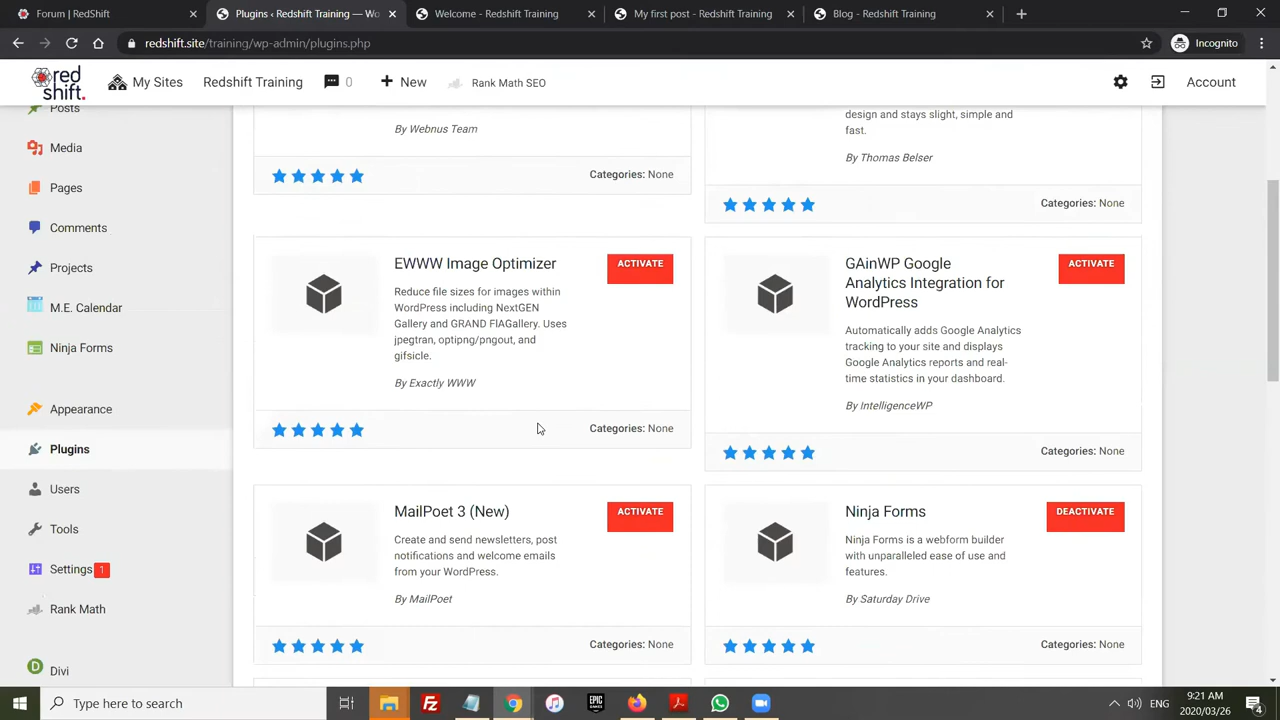 Forum | RedShift
Plugins ‹ Redshift Training — Wo
Welcome - Redshift Training
My first post - Redshift Training
Blog - Redshift Training
redshift.site/training/wp-admin/plugins.php
Incognito
red shift.
My Sites
Redshift Training
0
New
Rank Math SEO
Account
Posts
Media
Pages
Comments
Projects
M.E. Calendar
Ninja Forms
Appearance
Plugins
Users
Tools
Settings 1
Rank Math
Divi
By Webnus Team
Categories: None
design and stays slight, simple and
fast.
By Thomas Belser
Categories: None
EWWW Image Optimizer
ACTIVATE
Reduce file sizes for images within
WordPress including NextGEN
Gallery and GRAND FlAGallery. Uses
jpegtran, optipng/pngout, and
gifsicle.
By Exactly WWW
Categories: None
GAinWP Google
Analytics Integration for
WordPress
ACTIVATE
Automatically adds Google Analytics
tracking to your site and displays
Google Analytics reports and real-
time statistics in your dashboard.
By IntelligenceWP
Categories: None
MailPoet 3 (New)
ACTIVATE
Create and send newsletters, post
notifications and welcome emails
from your WordPress.
By MailPoet
Categories: None
Ninja Forms
DEACTIVATE
Ninja Forms is a webform builder
with unparalleled ease of use and
features.
By Saturday Drive
Categories: None
Type here to search
EPIC GAMES
ENG
9:21 AM
2020/03/26
4